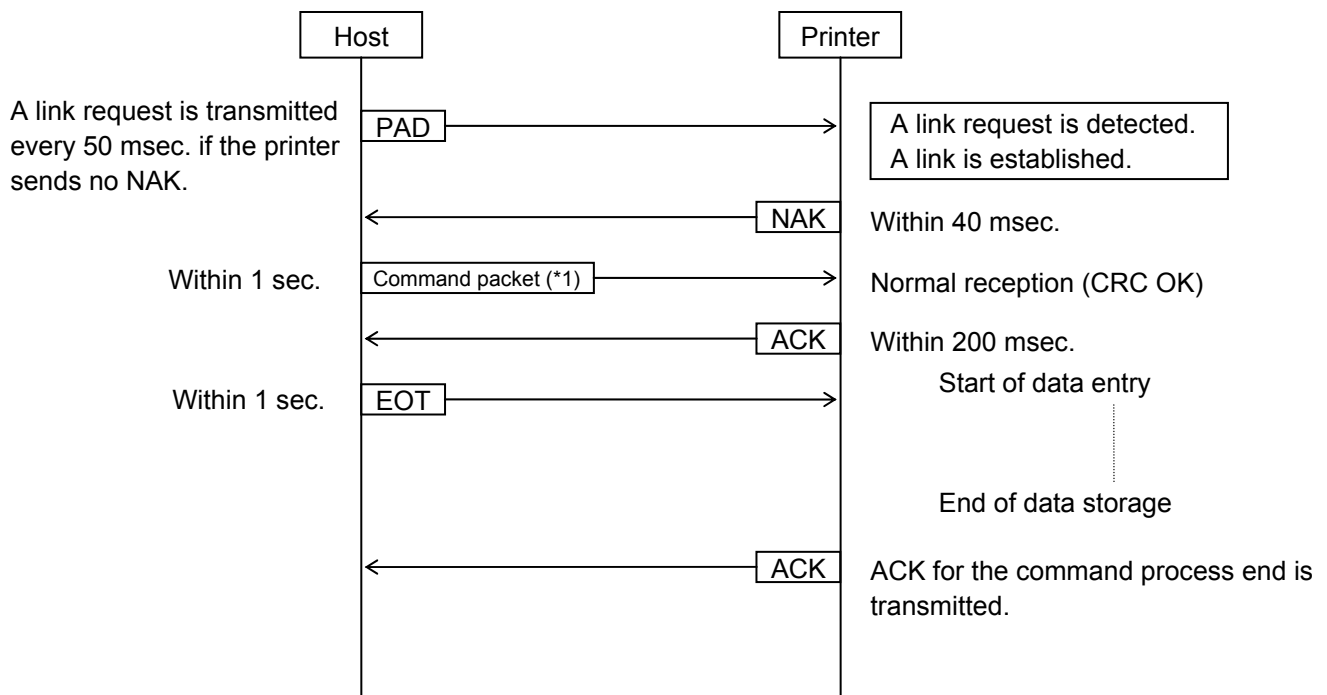 Host
Printer
A link request is transmitted
every 50 msec. if the printer
sends no NAK.
PAD
A link request is detected.
A link is established.
NAK
Within 40 msec.
Within 1 sec.
Command packet (*1)
Normal reception (CRC OK)
ACK
Within 200 msec.
Start of data entry
Within 1 sec.
EOT
End of data storage
ACK
ACK for the command process end is
transmitted.